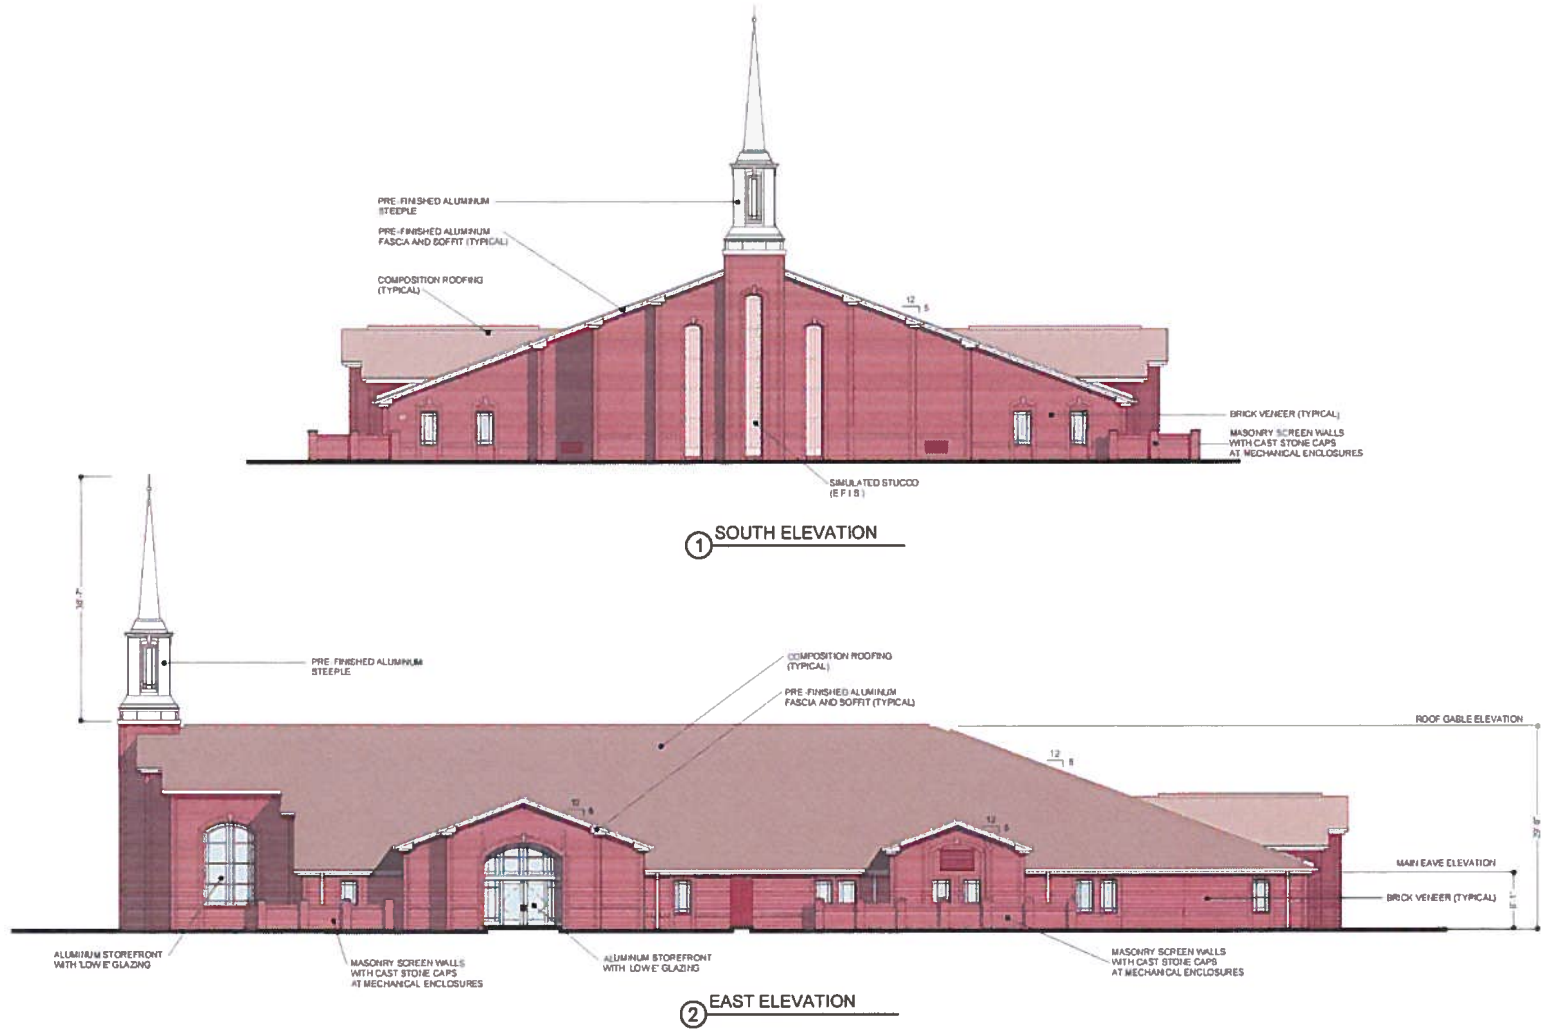 PRE-FINISHED ALUMINUM
STEEPLE
PRE-FINISHED ALUMINUM
FASCIA AND SOFFIT (TYPICAL)
COMPOSITION ROOFING
(TYPICAL)
12
5
BRICK VENEER (TYPICAL)
MASONRY SCREEN WALLS
WITH CAST STONE CAPS
AT MECHANICAL ENCLOSURES
SIMULATED STUCCO
(E F I S )
1 SOUTH ELEVATION
PRE-FINISHED ALUMINUM
STEEPLE
COMPOSITION ROOFING
(TYPICAL)
PRE-FINISHED ALUMINUM
FASCIA AND SOFFIT (TYPICAL)
ROOF GABLE ELEVATION
12
12
12
MAIN EAVE ELEVATION
BRICK VENEER (TYPICAL)
ALUMINUM STOREFRONT
WITH 'LOW E' GLAZING
MASONRY SCREEN WALLS
WITH CAST STONE CAPS
AT MECHANICAL ENCLOSURES
ALUMINUM STOREFRONT
WITH 'LOW E' GLAZING
MASONRY SCREEN WALLS
WITH CAST STONE CAPS
AT MECHANICAL ENCLOSURES
2 EAST ELEVATION